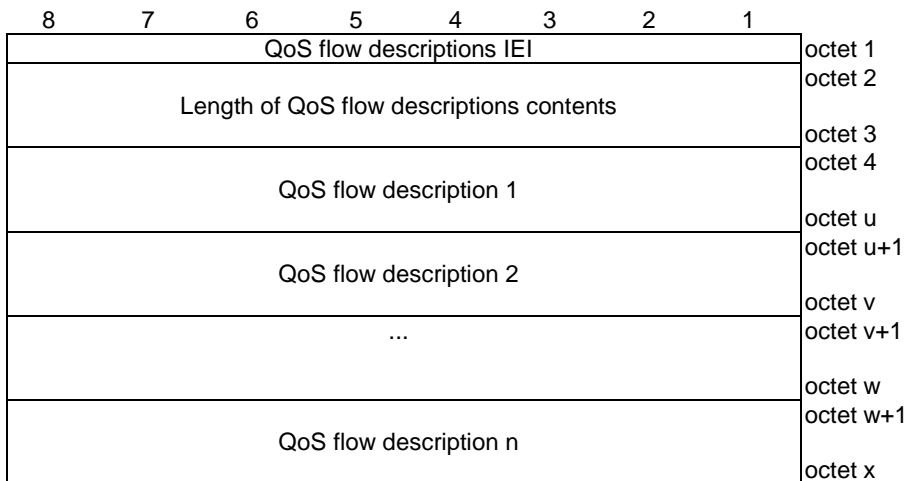 8 7 6 5 4 3 2 1
QoS flow descriptions IEI octet 1
octet 2
Length of QoS flow descriptions contents
octet 3
octet 4
QoS flow description 1
octet u
octet u+1
QoS flow description 2
octet v
... octet v+1
octet w
octet w+1
QoS flow description n
octet x